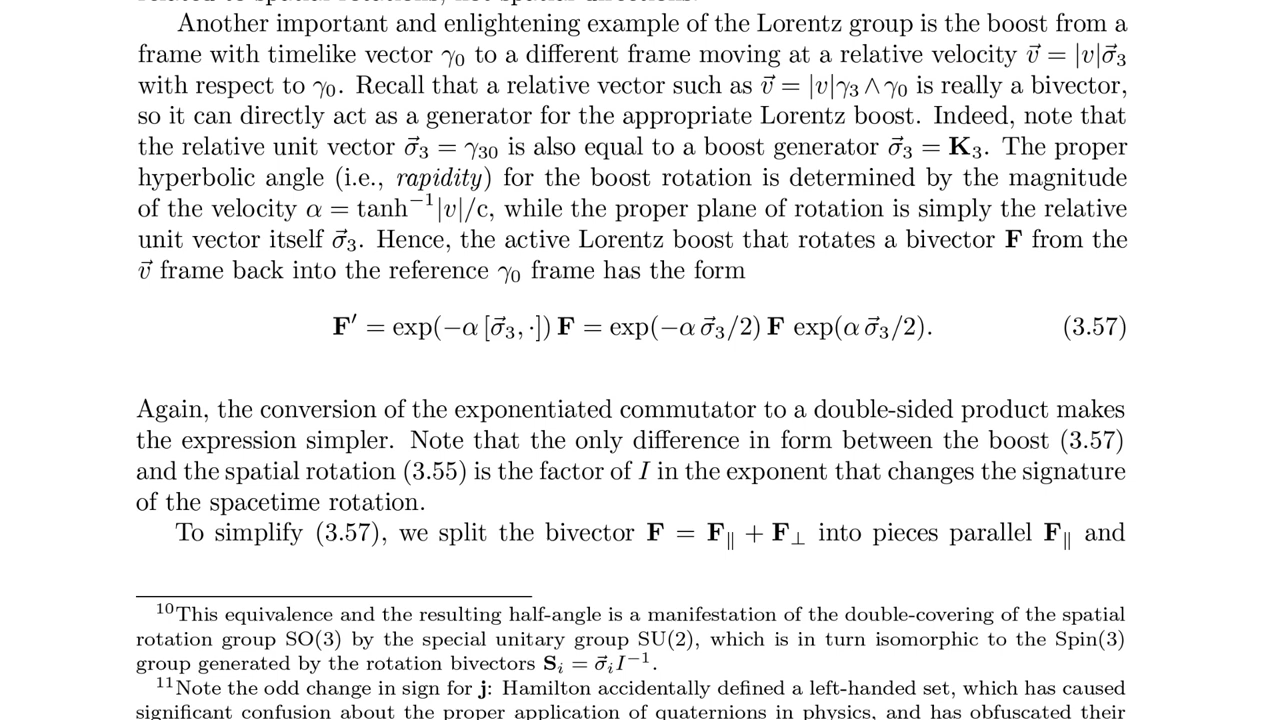 related to spatial rotations, not spatial directions.
Another important and enlightening example of the Lorentz group is the boost from a
frame with timelike vector γ₀ to a different frame moving at a relative velocity v⃗ = |v|σ⃗₃
with respect to γ₀. Recall that a relative vector such as v⃗ = |v|γ₃ ∧ γ₀ is really a bivector,
so it can directly act as a generator for the appropriate Lorentz boost. Indeed, note that
the relative unit vector σ⃗₃ = γ₃₀ is also equal to a boost generator σ⃗₃ = K₃. The proper
hyperbolic angle (i.e., rapidity) for the boost rotation is determined by the magnitude
of the velocity α = tanh⁻¹|v|/c, while the proper plane of rotation is simply the relative
unit vector itself σ⃗₃. Hence, the active Lorentz boost that rotates a bivector F from the
v⃗ frame back into the reference γ₀ frame has the form
F′ = exp(−α [σ⃗₃, ·]) F = exp(−α σ⃗₃/2) F exp(α σ⃗₃/2). (3.57)
Again, the conversion of the exponentiated commutator to a double-sided product makes
the expression simpler. Note that the only difference in form between the boost (3.57)
and the spatial rotation (3.55) is the factor of I in the exponent that changes the signature
of the spacetime rotation.
To simplify (3.57), we split the bivector F = F∥ + F⊥ into pieces parallel F∥ and
¹⁰This equivalence and the resulting half-angle is a manifestation of the double-covering of the spatial
rotation group SO(3) by the special unitary group SU(2), which is in turn isomorphic to the Spin(3)
group generated by the rotation bivectors Sᵢ = σ⃗ᵢI⁻¹.
¹¹Note the odd change in sign for j: Hamilton accidentally defined a left-handed set, which has caused
significant confusion about the proper application of quaternions in physics, and has obfuscated their